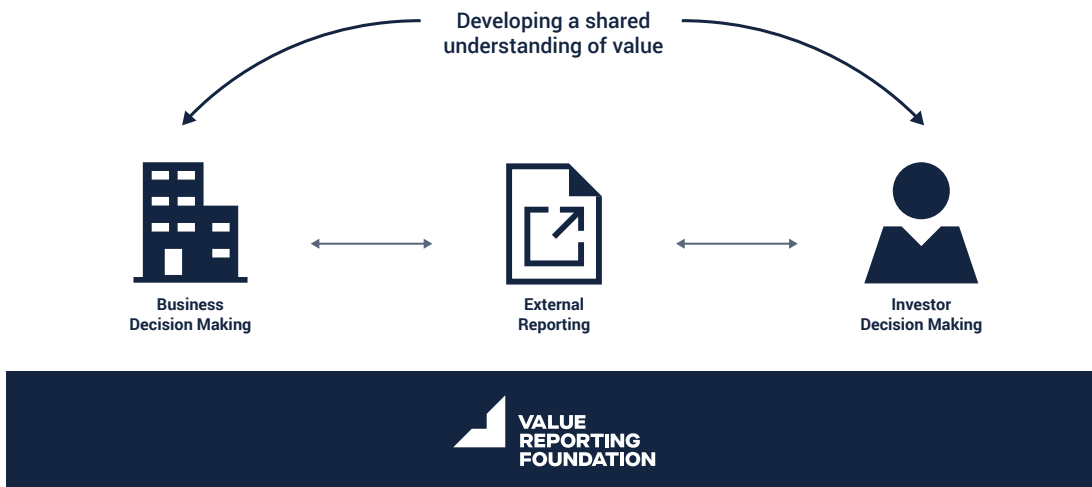 Developing a shared
understanding of value
Business
Decision Making
External
Reporting
Investor
Decision Making
VALUE
REPORTING
FOUNDATION